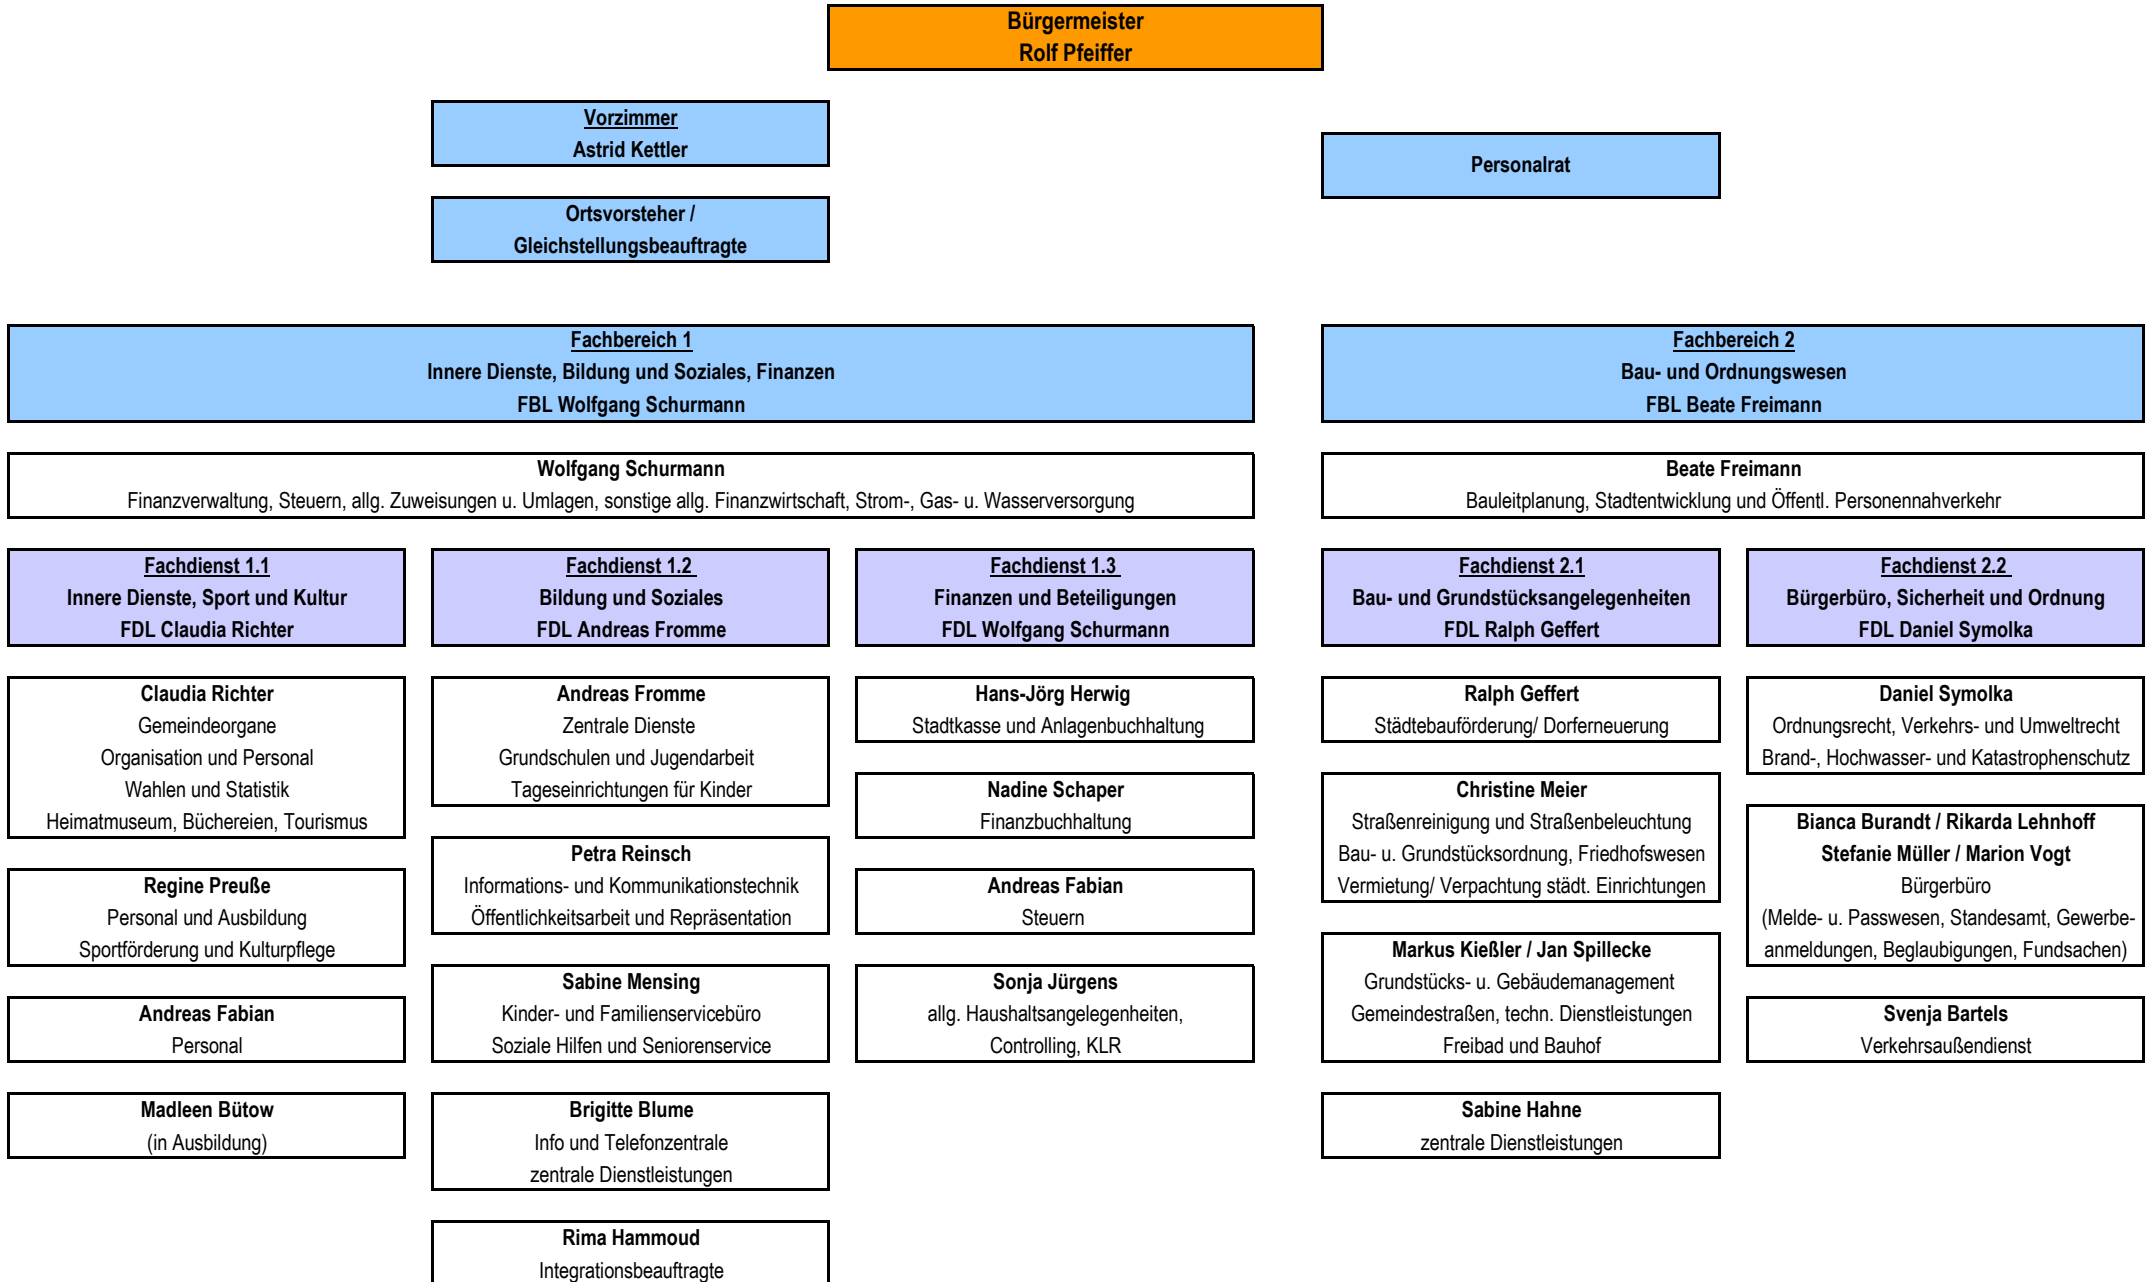 Bürgermeister
Rolf Pfeiffer
Vorzimmer
Astrid Kettler
Personalrat
Ortsvorsteher /
Gleichstellungsbeauftragte
Fachbereich 1
Innere Dienste, Bildung und Soziales, Finanzen
FBL Wolfgang Schurmann
Fachbereich 2
Bau- und Ordnungswesen
FBL Beate Freimann
Wolfgang Schurmann
Finanzverwaltung, Steuern, allg. Zuweisungen u. Umlagen, sonstige allg. Finanzwirtschaft, Strom-, Gas- u. Wasserversorgung
Beate Freimann
Bauleitplanung, Stadtentwicklung und Öffentl. Personennahverkehr
Fachdienst 1.1
Innere Dienste, Sport und Kultur
FDL Claudia Richter
Claudia Richter
Gemeindeorgane
Organisation und Personal
Wahlen und Statistik
Heimatmuseum, Büchereien, Tourismus
Regine Preuße
Personal und Ausbildung
Sportförderung und Kulturpflege
Andreas Fabian
Personal
Madleen Bütow
(in Ausbildung)
Fachdienst 1.2
Bildung und Soziales
FDL Andreas Fromme
Andreas Fromme
Zentrale Dienste
Grundschulen und Jugendarbeit
Tageseinrichtungen für Kinder
Petra Reinsch
Informations- und Kommunikationstechnik
Öffentlichkeitsarbeit und Repräsentation
Sabine Mensing
Kinder- und Familienservicebüro
Soziale Hilfen und Seniorenservice
Brigitte Blume
Info und Telefonzentrale
zentrale Dienstleistungen
Rima Hammoud
Integrationsbeauftragte
Fachdienst 1.3
Finanzen und Beteiligungen
FDL Wolfgang Schurmann
Hans-Jörg Herwig
Stadtkasse und Anlagenbuchhaltung
Nadine Schaper
Finanzbuchhaltung
Andreas Fabian
Steuern
Sonja Jürgens
allg. Haushaltsangelegenheiten,
Controlling, KLR
Fachdienst 2.1
Bau- und Grundstücksangelegenheiten
FDL Ralph Geffert
Ralph Geffert
Städtebauförderung/ Dorferneuerung
Christine Meier
Straßenreinigung und Straßenbeleuchtung
Bau- u. Grundstücksordnung, Friedhofswesen
Vermietung/ Verpachtung städt. Einrichtungen
Markus Kießler / Jan Spillecke
Grundstücks- u. Gebäudemanagement
Gemeindestraßen, techn. Dienstleistungen
Freibad und Bauhof
Sabine Hahne
zentrale Dienstleistungen
Fachdienst 2.2
Bürgerbüro, Sicherheit und Ordnung
FDL Daniel Symolka
Daniel Symolka
Ordnungsrecht, Verkehrs- und Umweltrecht
Brand-, Hochwasser- und Katastrophenschutz
Bianca Burandt / Rikarda Lehnhoff
Stefanie Müller / Marion Vogt
Bürgerbüro
(Melde- u. Passwesen, Standesamt, Gewerbe-
anmeldungen, Beglaubigungen, Fundsachen)
Svenja Bartels
Verkehrsaußendienst